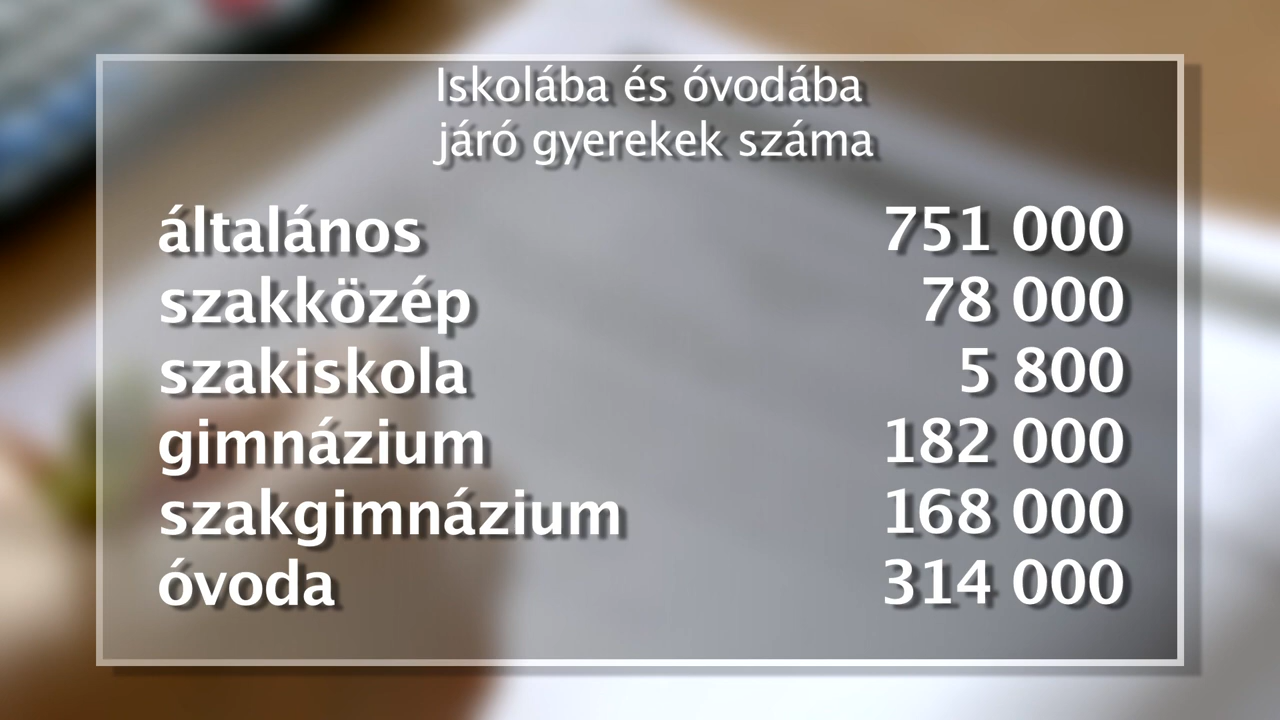 Iskolába és óvodába
járó gyerekek száma
általános 751 000
szakközép 78 000
szakiskola 5 800
gimnázium 182 000
szakgimnázium 168 000
óvoda 314 000